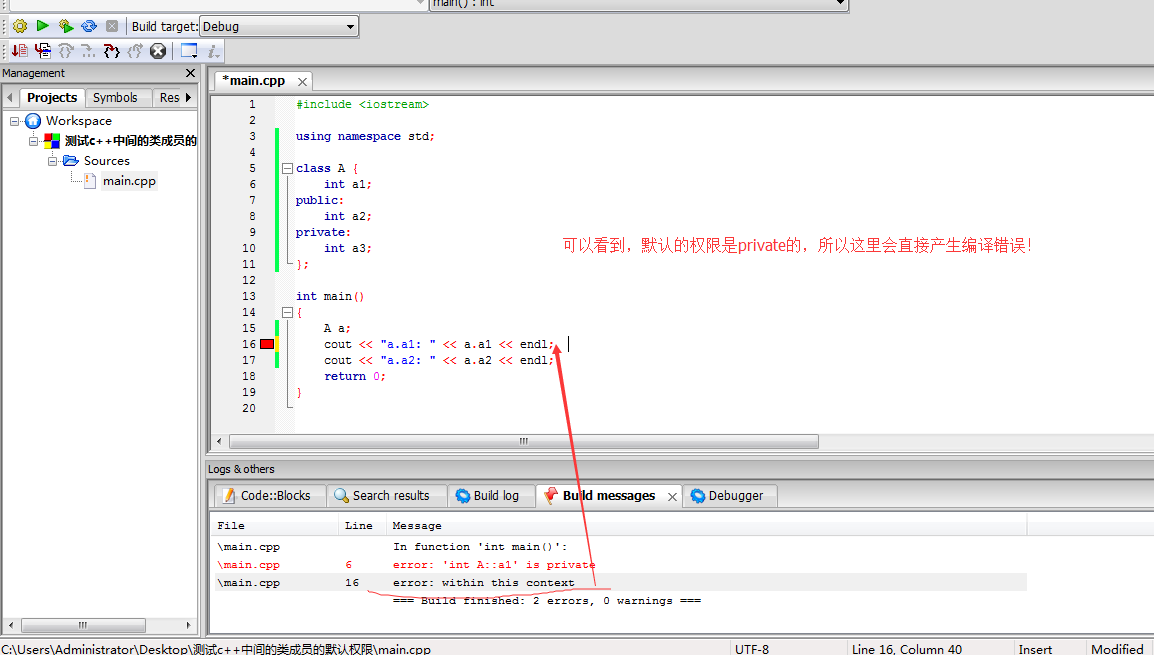 main() : int
Build target: Debug
Management
Projects Symbols Res
*main.cpp
Workspace
测试c++中间的类成员的
Sources
main.cpp
1 #include <iostream>
2
3 using namespace std;
4
5 class A {
6 int a1;
7 public:
8 int a2;
9 private:
10 int a3;
11 };
12
13 int main()
14 {
15 A a;
16 cout << "a.a1: " << a.a1 << endl;
17 cout << "a.a2: " << a.a2 << endl;
18 return 0;
19 }
20
可以看到，默认的权限是private的，所以这里会直接产生编译错误！
Logs & others
Code::Blocks Search results Build log Build messages Debugger
File Line Message
\main.cpp In function 'int main()':
\main.cpp 6 error: 'int A::a1' is private
\main.cpp 16 error: within this context
=== Build finished: 2 errors, 0 warnings ===
C:\Users\Administrator\Desktop\测试c++中间的类成员的默认权限\main.cpp UTF-8 Line 16, Column 40 Insert Modified